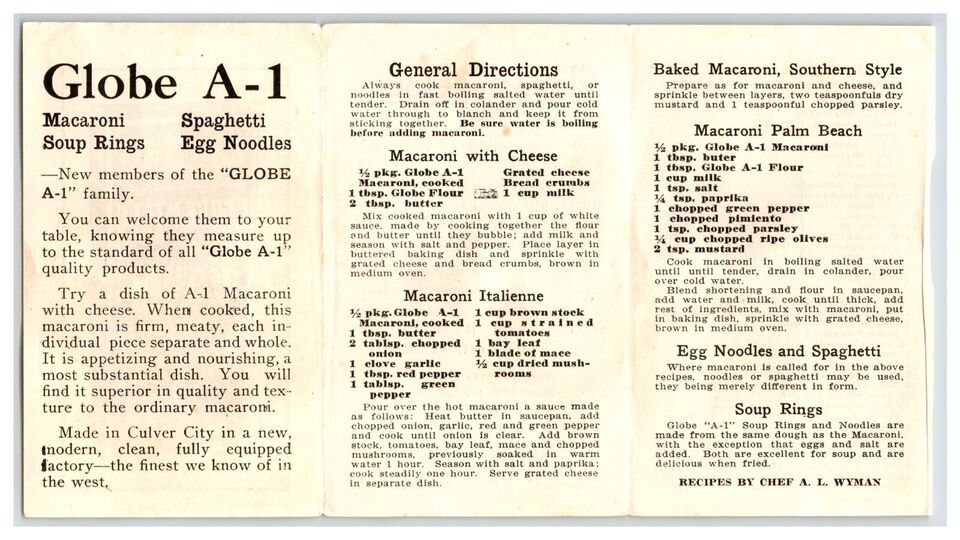 Globe A-1
Macaroni Spaghetti
Soup Rings Egg Noodles
—New members of the "GLOBE
A-1" family.
You can welcome them to your
table, knowing they measure up
to the standard of all "Globe A-1"
quality products.
Try a dish of A-1 Macaroni
with cheese. When cooked, this
macaroni is firm, meaty, each in-
dividual piece separate and whole.
It is appetizing and nourishing, a
most substantial dish. You will
find it superior in quality and tex-
ture to the ordinary macaroni.
Made in Culver City in a new,
modern, clean, fully equipped
factory—the finest we know of in
the west.
General Directions
Always cook macaroni, spaghetti, or
noodles in fast boiling salted water until
tender. Drain off in colander and pour cold
water through to blanch and keep it from
sticking together. Be sure water is boiling
before adding macaroni.
Macaroni with Cheese
½ pkg. Globe A-1
Macaroni, cooked
1 tbsp. Globe Flour
2 tbsp. butter
Grated cheese
Bread crumbs
1 cup milk
Mix cooked macaroni with 1 cup of white
sauce, made by cooking together the flour
and butter until they bubble; add milk and
season with salt and pepper. Place layer in
buttered baking dish and sprinkle with
grated cheese and bread crumbs, brown in
medium oven.
Macaroni Italienne
½ pkg. Globe A-1
Macaroni, cooked
1 tbsp. butter
2 tablsp. chopped
onion
1 clove garlic
1 tbsp. red pepper
1 tablsp. green
pepper
1 cup brown stock
1 cup strained
tomatoes
1 bay leaf
1 blade of mace
½ cup dried mush-
rooms
Pour over the hot macaroni a sauce made
as follows: Heat butter in saucepan, add
chopped onion, garlic, red and green pepper
and cook until onion is clear. Add brown
stock, tomatoes, bay leaf, mace and chopped
mushrooms, previously soaked in warm
water 1 hour. Season with salt and paprika;
cook steadily one hour. Serve grated cheese
in separate dish.
Baked Macaroni, Southern Style
Prepare as for macaroni and cheese, and
sprinkle between layers, two teaspoonfuls dry
mustard and 1 teaspoonful chopped parsley.
Macaroni Palm Beach
½ pkg. Globe A-1 Macaroni
1 tbsp. buter
1 tbsp. Globe A-1 Flour
1 cup milk
1 tsp. salt
¼ tsp. paprika
1 chopped green pepper
1 chopped pimiento
1 tsp. chopped parsley
¼ cup chopped ripe olives
2 tsp. mustard
Cook macaroni in boiling salted water
until until tender, drain in colander, pour
over cold water.
Blend shortening and flour in saucepan,
add water and milk, cook until thick, add
rest of ingredients, mix with macaroni, put
in baking dish, sprinkle with grated cheese,
brown in medium oven.
Egg Noodles and Spaghetti
Where macaroni is called for in the above
recipes, noodles or spaghetti may be used,
they being merely different in form.
Soup Rings
Globe "A-1" Soup Rings and Noodles are
made from the same dough as the Macaroni,
with the exception that eggs and salt are
added. Both are excellent for soup and are
delicious when fried.
RECIPES BY CHEF A. L. WYMAN